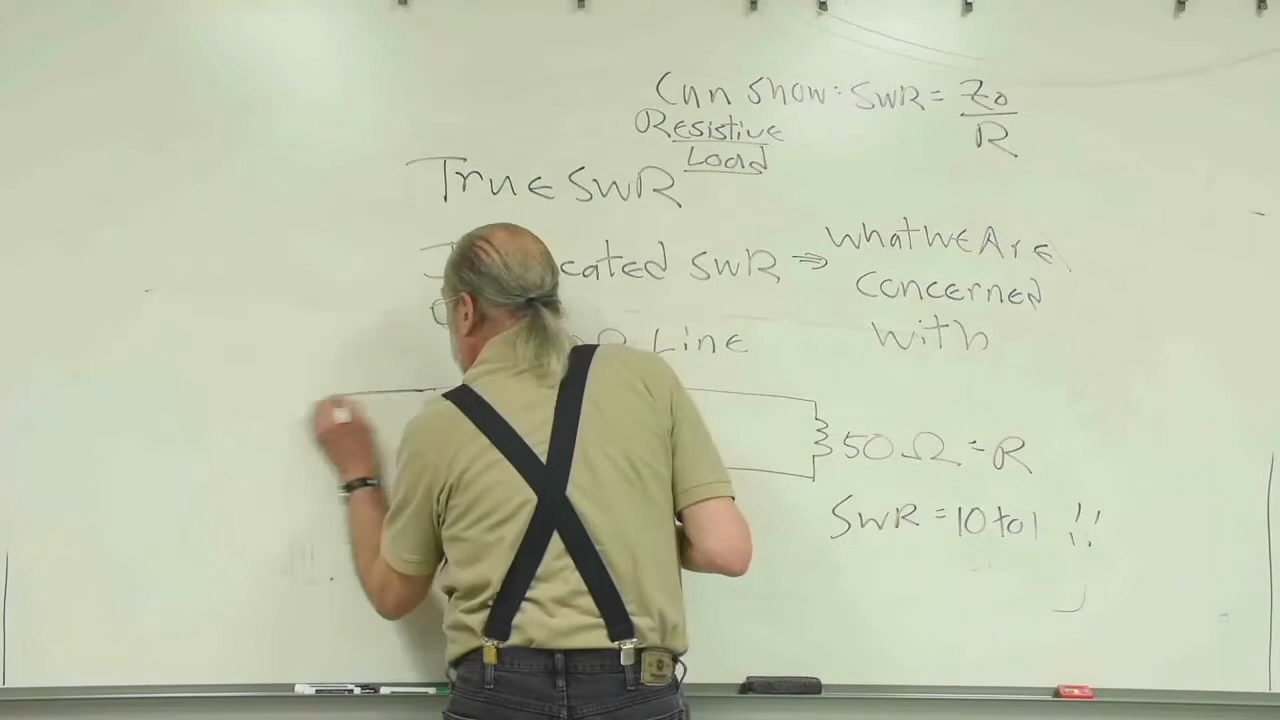 Can show: SWR = Zo
R
Resistive
Load
True SWR
cated SWR ⇒ what we Are
concerned
with
Line
50 Ω = R
SWR = 10 to 1 !!